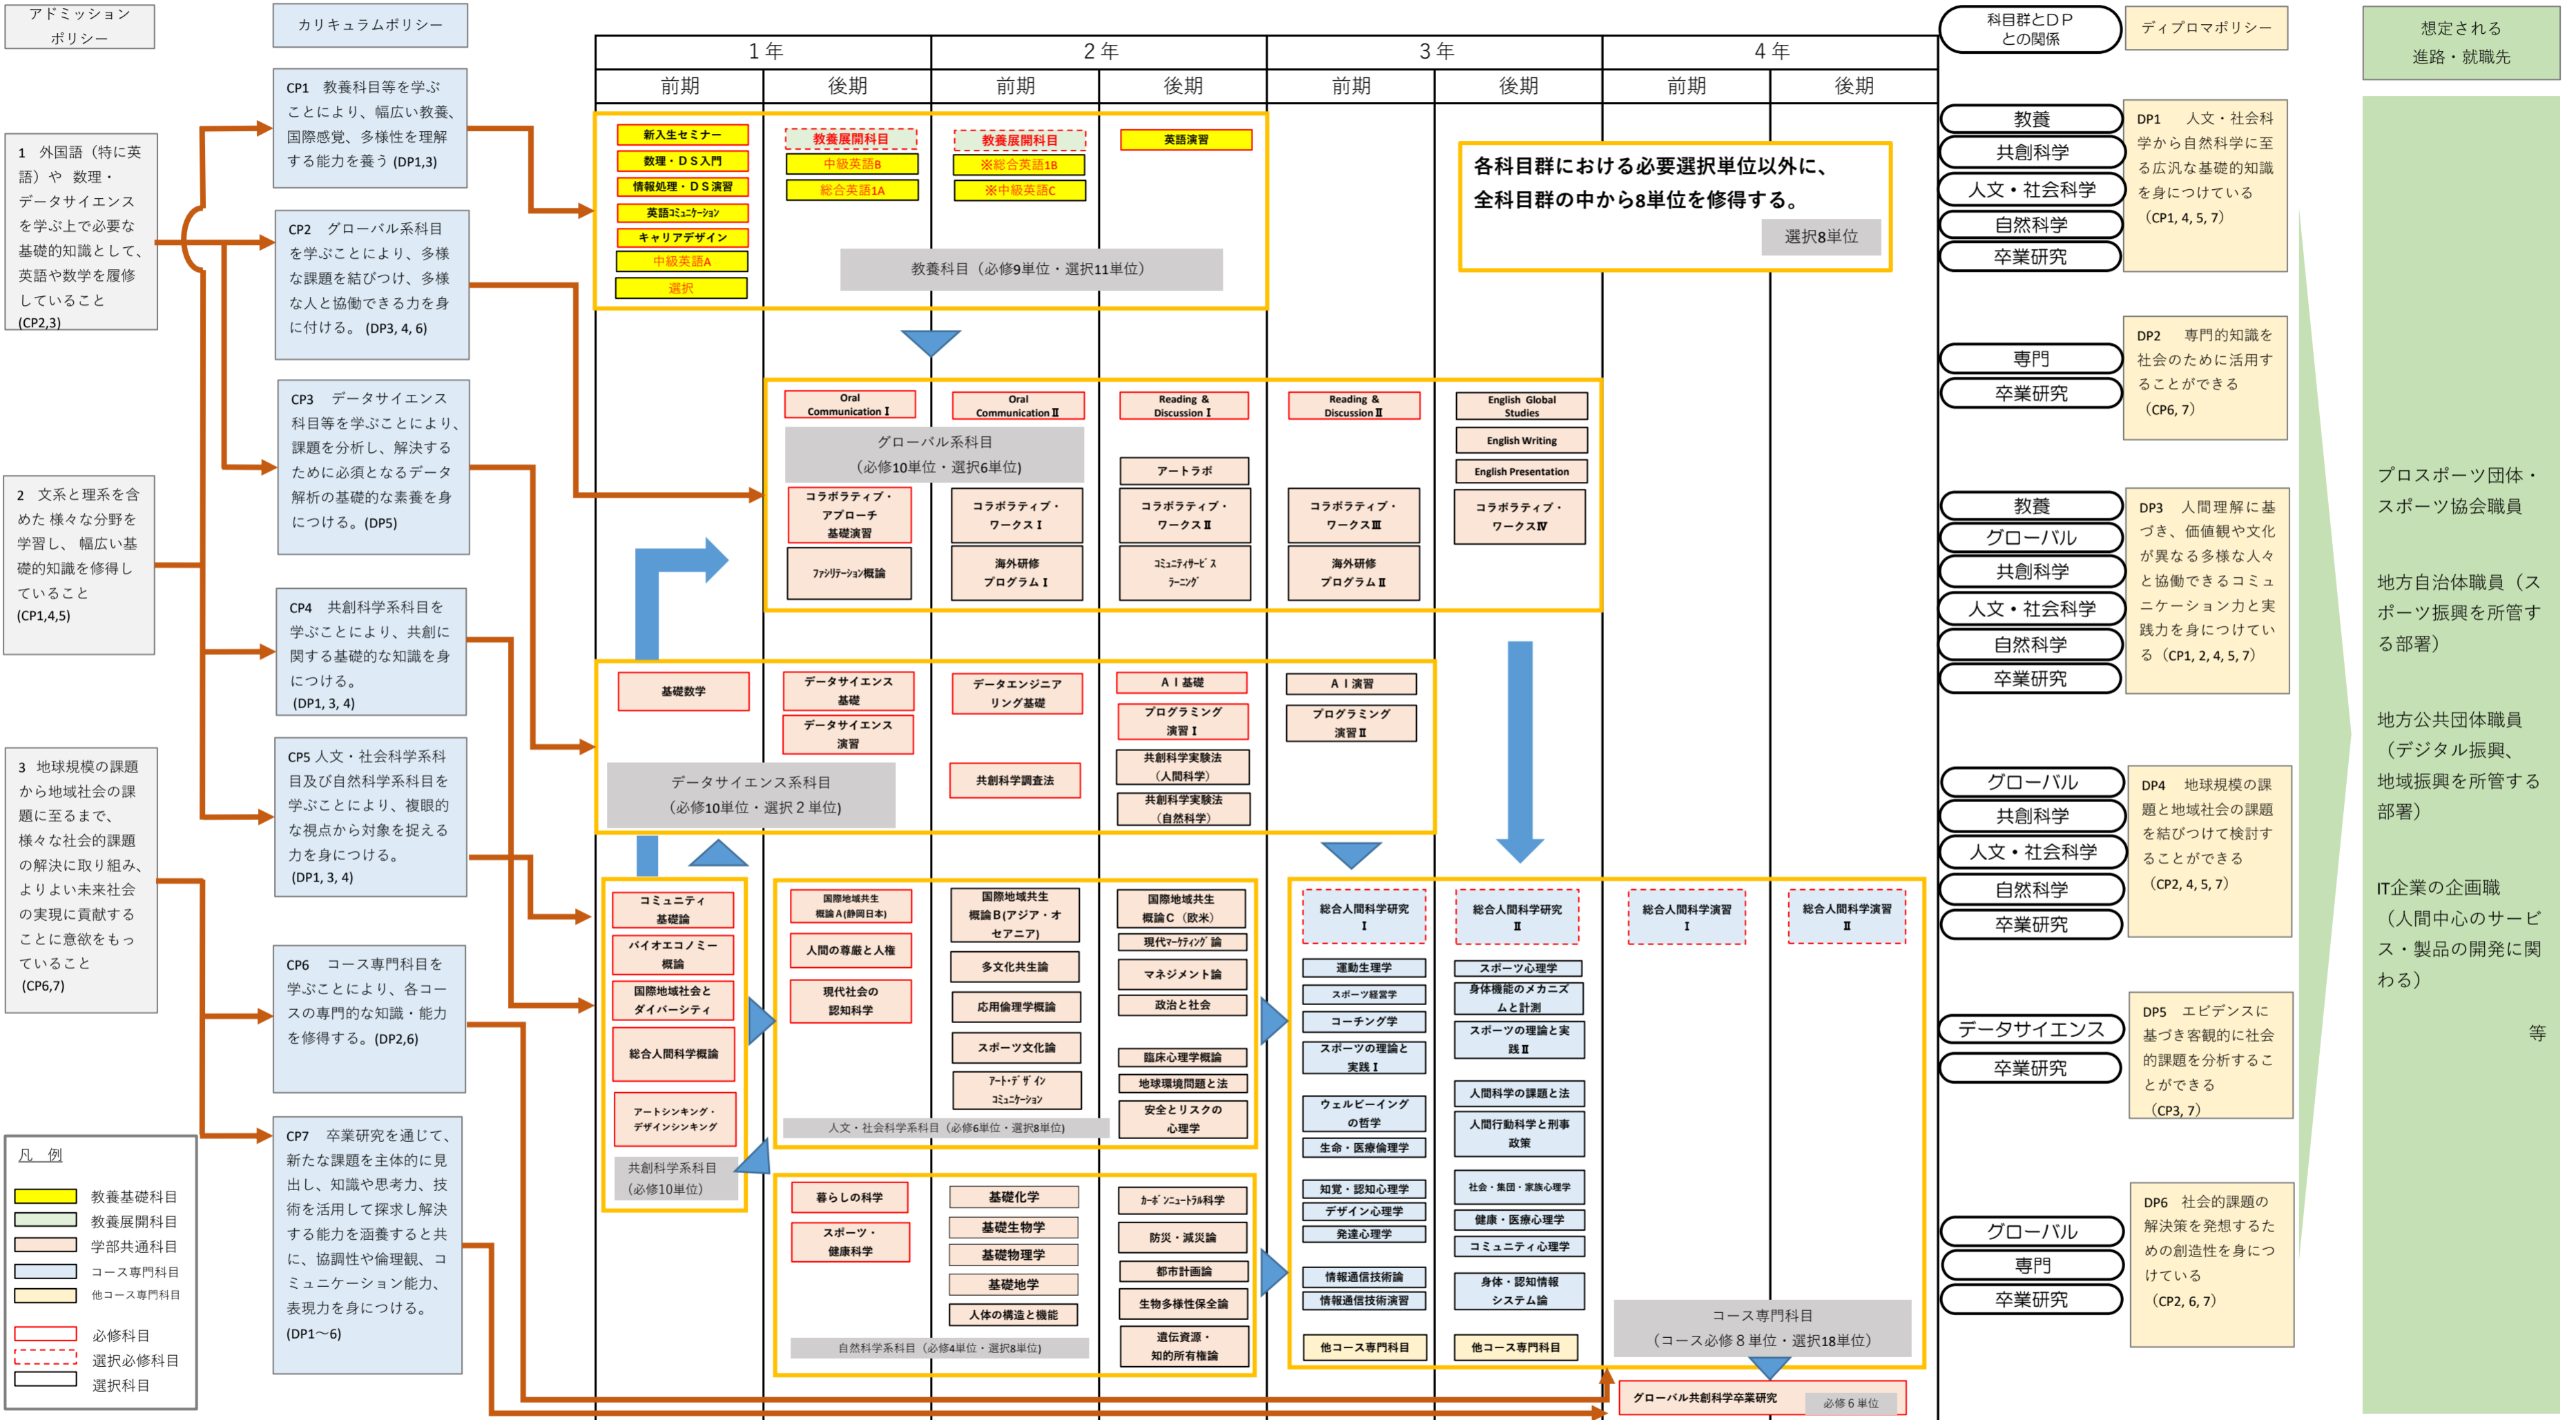 アドミッション
ポリシー
1　外国語（特に英
語）や 数理・
データサイエンス
を学ぶ上で必要な
基礎的知識として、
英語や数学を履修
していること
(CP2,3)
2　文系と理系を含
めた 様々な分野を
学習し、 幅広い基
礎的知識を修得し
ていること
(CP1,4,5)
3　地球規模の課題
から地域社会の課
題に至るまで、
様々な社会的課題
の解決に取り組み、
よりよい未来社会
の実現に貢献する
ことに意欲をもっ
ていること
(CP6,7)
凡　例
教養基礎科目
教養展開科目
学部共通科目
コース専門科目
他コース専門科目
必修科目
選択必修科目
選択科目
カリキュラムポリシー
CP1　教養科目等を学ぶ
ことにより、幅広い教養、
国際感覚、多様性を理解
する能力を養う (DP1,3)
CP2　グローバル系科目
を学ぶことにより、多様
な課題を結びつけ、多様
な人と協働できる力を身
に付ける。 (DP3, 4, 6)
CP3　データサイエンス
科目等を学ぶことにより、
課題を分析し、解決する
ために必須となるデータ
解析の基礎的な素養を身
につける。(DP5)
CP4　共創科学系科目を
学ぶことにより、共創に
関する基礎的な知識を身
につける。
(DP1, 3, 4)
CP5 人文・社会科学系科
目及び自然科学系科目を
学ぶことにより、複眼的
な視点から対象を捉える
力を身につける。
(DP1, 3, 4)
CP6　コース専門科目を
学ぶことにより、各コー
スの専門的な知識・能力
を修得する。(DP2,6)
CP7　卒業研究を通じて、
新たな課題を主体的に見
出し、知識や思考力、技
術を活用して探求し解決
する能力を涵養すると共
に、協調性や倫理観、コ
ミュニケーション能力、
表現力を身につける。
(DP1～6)
1 年
2 年
3 年
4 年
前期
後期
前期
後期
前期
後期
前期
後期
新入生セミナー
数理・ＤＳ入門
情報処理・ＤＳ演習
英語ｺﾐｭﾆｹｰｼｮﾝ
キャリアデザイン
中級英語A
選択
教養展開科目
中級英語B
総合英語1A
教養展開科目
※総合英語1B
※中級英語C
英語演習
教養科目（必修9単位・選択11単位）
各科目群における必要選択単位以外に、
全科目群の中から8単位を修得する。
選択8単位
Oral
Communication Ⅰ
Oral
Communication Ⅱ
Reading &
Discussion Ⅰ
Reading &
Discussion Ⅱ
English Global
Studies
English Writing
English Presentation
グローバル系科目
（必修10単位・選択6単位)
アートラボ
コラボラティブ・
アプローチ
基礎演習
コラボラティブ・
ワークス Ⅰ
コラボラティブ・
ワークス Ⅱ
コラボラティブ・
ワークス Ⅲ
コラボラティブ・
ワークスⅣ
ﾌｧｼﾘﾃｰｼｮﾝ概論
海外研修
プログラム Ⅰ
ｺﾐｭﾆﾃｨｻｰﾋﾞｽ
ﾗｰﾆﾝｸﾞ
海外研修
プログラム Ⅱ
基礎数学
データサイエンス
基礎
データサイエンス
演習
データエンジニア
リング基礎
共創科学調査法
ＡＩ基礎
プログラミング
演習 Ⅰ
共創科学実験法
（人間科学）
共創科学実験法
（自然科学）
ＡＩ演習
プログラミング
演習 Ⅱ
データサイエンス系科目
（必修10単位・選択２単位)
コミュニティ
基礎論
バイオエコノミー
概論
国際地域社会と
ダイバーシティ
総合人間科学概論
アートシンキング・
デザインシンキング
共創科学系科目
（必修10単位）
国際地域共生
概論Ａ(静岡日本)
人間の尊厳と人権
現代社会の
認知科学
国際地域共生
概論Ｂ(アジア・オ
セアニア)
多文化共生論
応用倫理学概論
スポーツ文化論
ｱｰﾄ･ﾃﾞｻﾞｲﾝ
ｺﾐｭﾆｹｰｼｮﾝ
国際地域共生
概論Ｃ（欧米）
現代ﾏｰｹﾃｨﾝｸﾞ論
マネジメント論
政治と社会
臨床心理学概論
地球環境問題と法
安全とリスクの
心理学
人文・社会科学系科目（必修6単位・選択8単位)
暮らしの科学
スポーツ・
健康科学
基礎化学
基礎生物学
基礎物理学
基礎地学
人体の構造と機能
ｶｰﾎﾞﾝﾆｭｰﾄﾗﾙ科学
防災・減災論
都市計画論
生物多様性保全論
遺伝資源・
知的所有権論
自然科学系科目（必修4単位・選択8単位)
総合人間科学研究
Ⅰ
総合人間科学研究
Ⅱ
総合人間科学演習
Ⅰ
総合人間科学演習
Ⅱ
運動生理学
スポーツ経営学
コーチング学
スポーツの理論と
実践 Ⅰ
ウェルビーイング
の哲学
生命・医療倫理学
知覚・認知心理学
デザイン心理学
発達心理学
情報通信技術論
情報通信技術演習
他コース専門科目
スポーツ心理学
身体機能のメカニズ
ムと計測
スポーツの理論と実
践 Ⅱ
人間科学の課題と法
人間行動科学と刑事
政策
社会・集団・家族心理学
健康・医療心理学
コミュニティ心理学
身体・認知情報
システム論
他コース専門科目
コース専門科目
（コース必修８単位・選択18単位）
グローバル共創科学卒業研究
必修６単位
科目群とＤＰ
との関係
教養
共創科学
人文・社会科学
自然科学
卒業研究
専門
卒業研究
教養
グローバル
共創科学
人文・社会科学
自然科学
卒業研究
グローバル
共創科学
人文・社会科学
自然科学
卒業研究
データサイエンス
卒業研究
グローバル
専門
卒業研究
ディプロマポリシー
DP1　人文・社会科
学から自然科学に至
る広汎な基礎的知識
を身につけている
（CP1, 4, 5, 7）
DP2　専門的知識を
社会のために活用す
ることができる
（CP6, 7）
DP3　人間理解に基
づき、価値観や文化
が異なる多様な人々
と協働できるコミュ
ニケーション力と実
践力を身につけてい
る（CP1, 2, 4, 5, 7）
DP4　地球規模の課
題と地域社会の課題
を結びつけて検討す
ることができる
（CP2, 4, 5, 7）
DP5　エビデンスに
基づき客観的に社会
的課題を分析するこ
とができる
（CP3, 7）
DP6　社会的課題の
解決策を発想するた
めの創造性を身につ
けている
（CP2, 6, 7）
想定される
進路・就職先
プロスポーツ団体・
スポーツ協会職員
地方自治体職員（ス
ポーツ振興を所管す
る部署）
地方公共団体職員
（デジタル振興、
地域振興を所管する
部署）
IT企業の企画職
（人間中心のサービ
ス・製品の開発に関
わる）
等